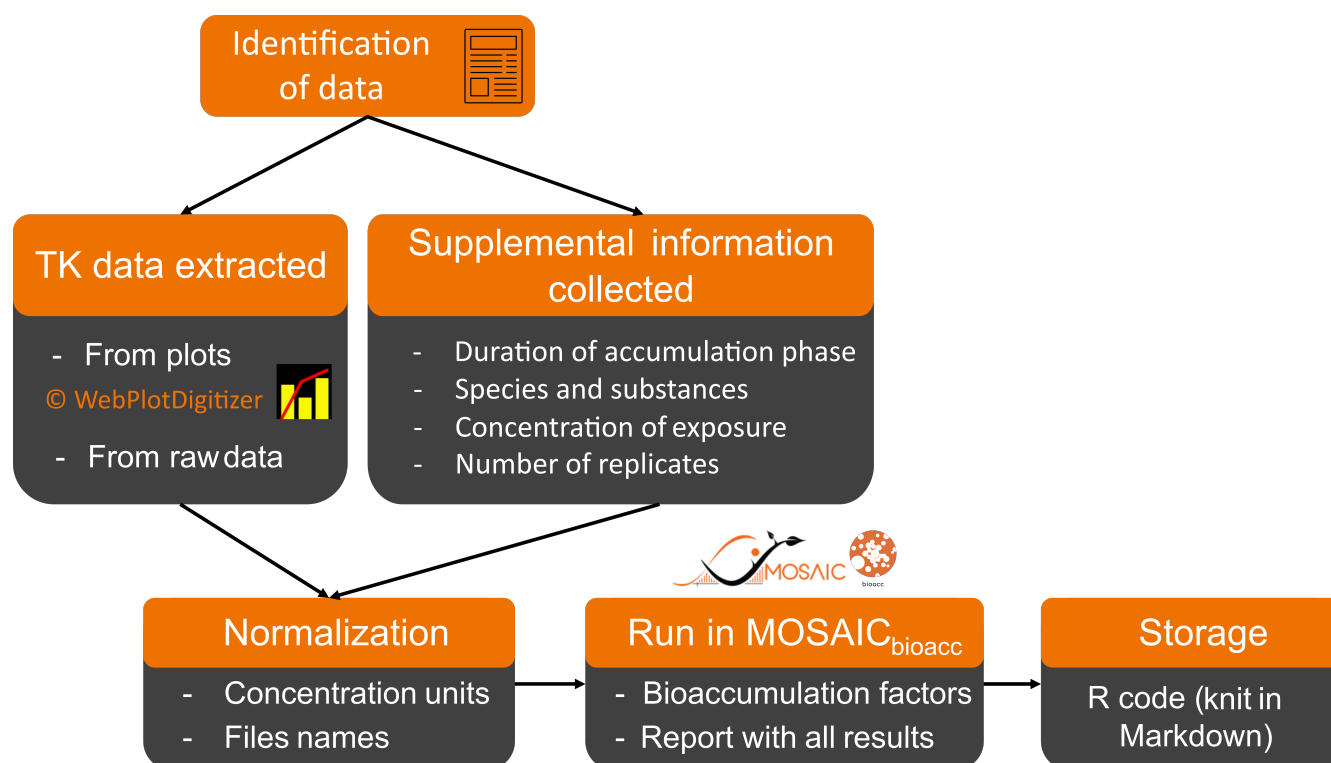 Identification
of data
TK data extracted
- From plots
© WebPlotDigitizer
- From raw data
Supplemental information
collected
- Duration of accumulation phase
- Species and substances
- Concentration of exposure
- Number of replicates
MOSAIC
bioacc
Normalization
- Concentration units
- Files names
Run in MOSAICbioacc
- Bioaccumulation factors
- Report with all results
Storage
R code (knit in
Markdown)